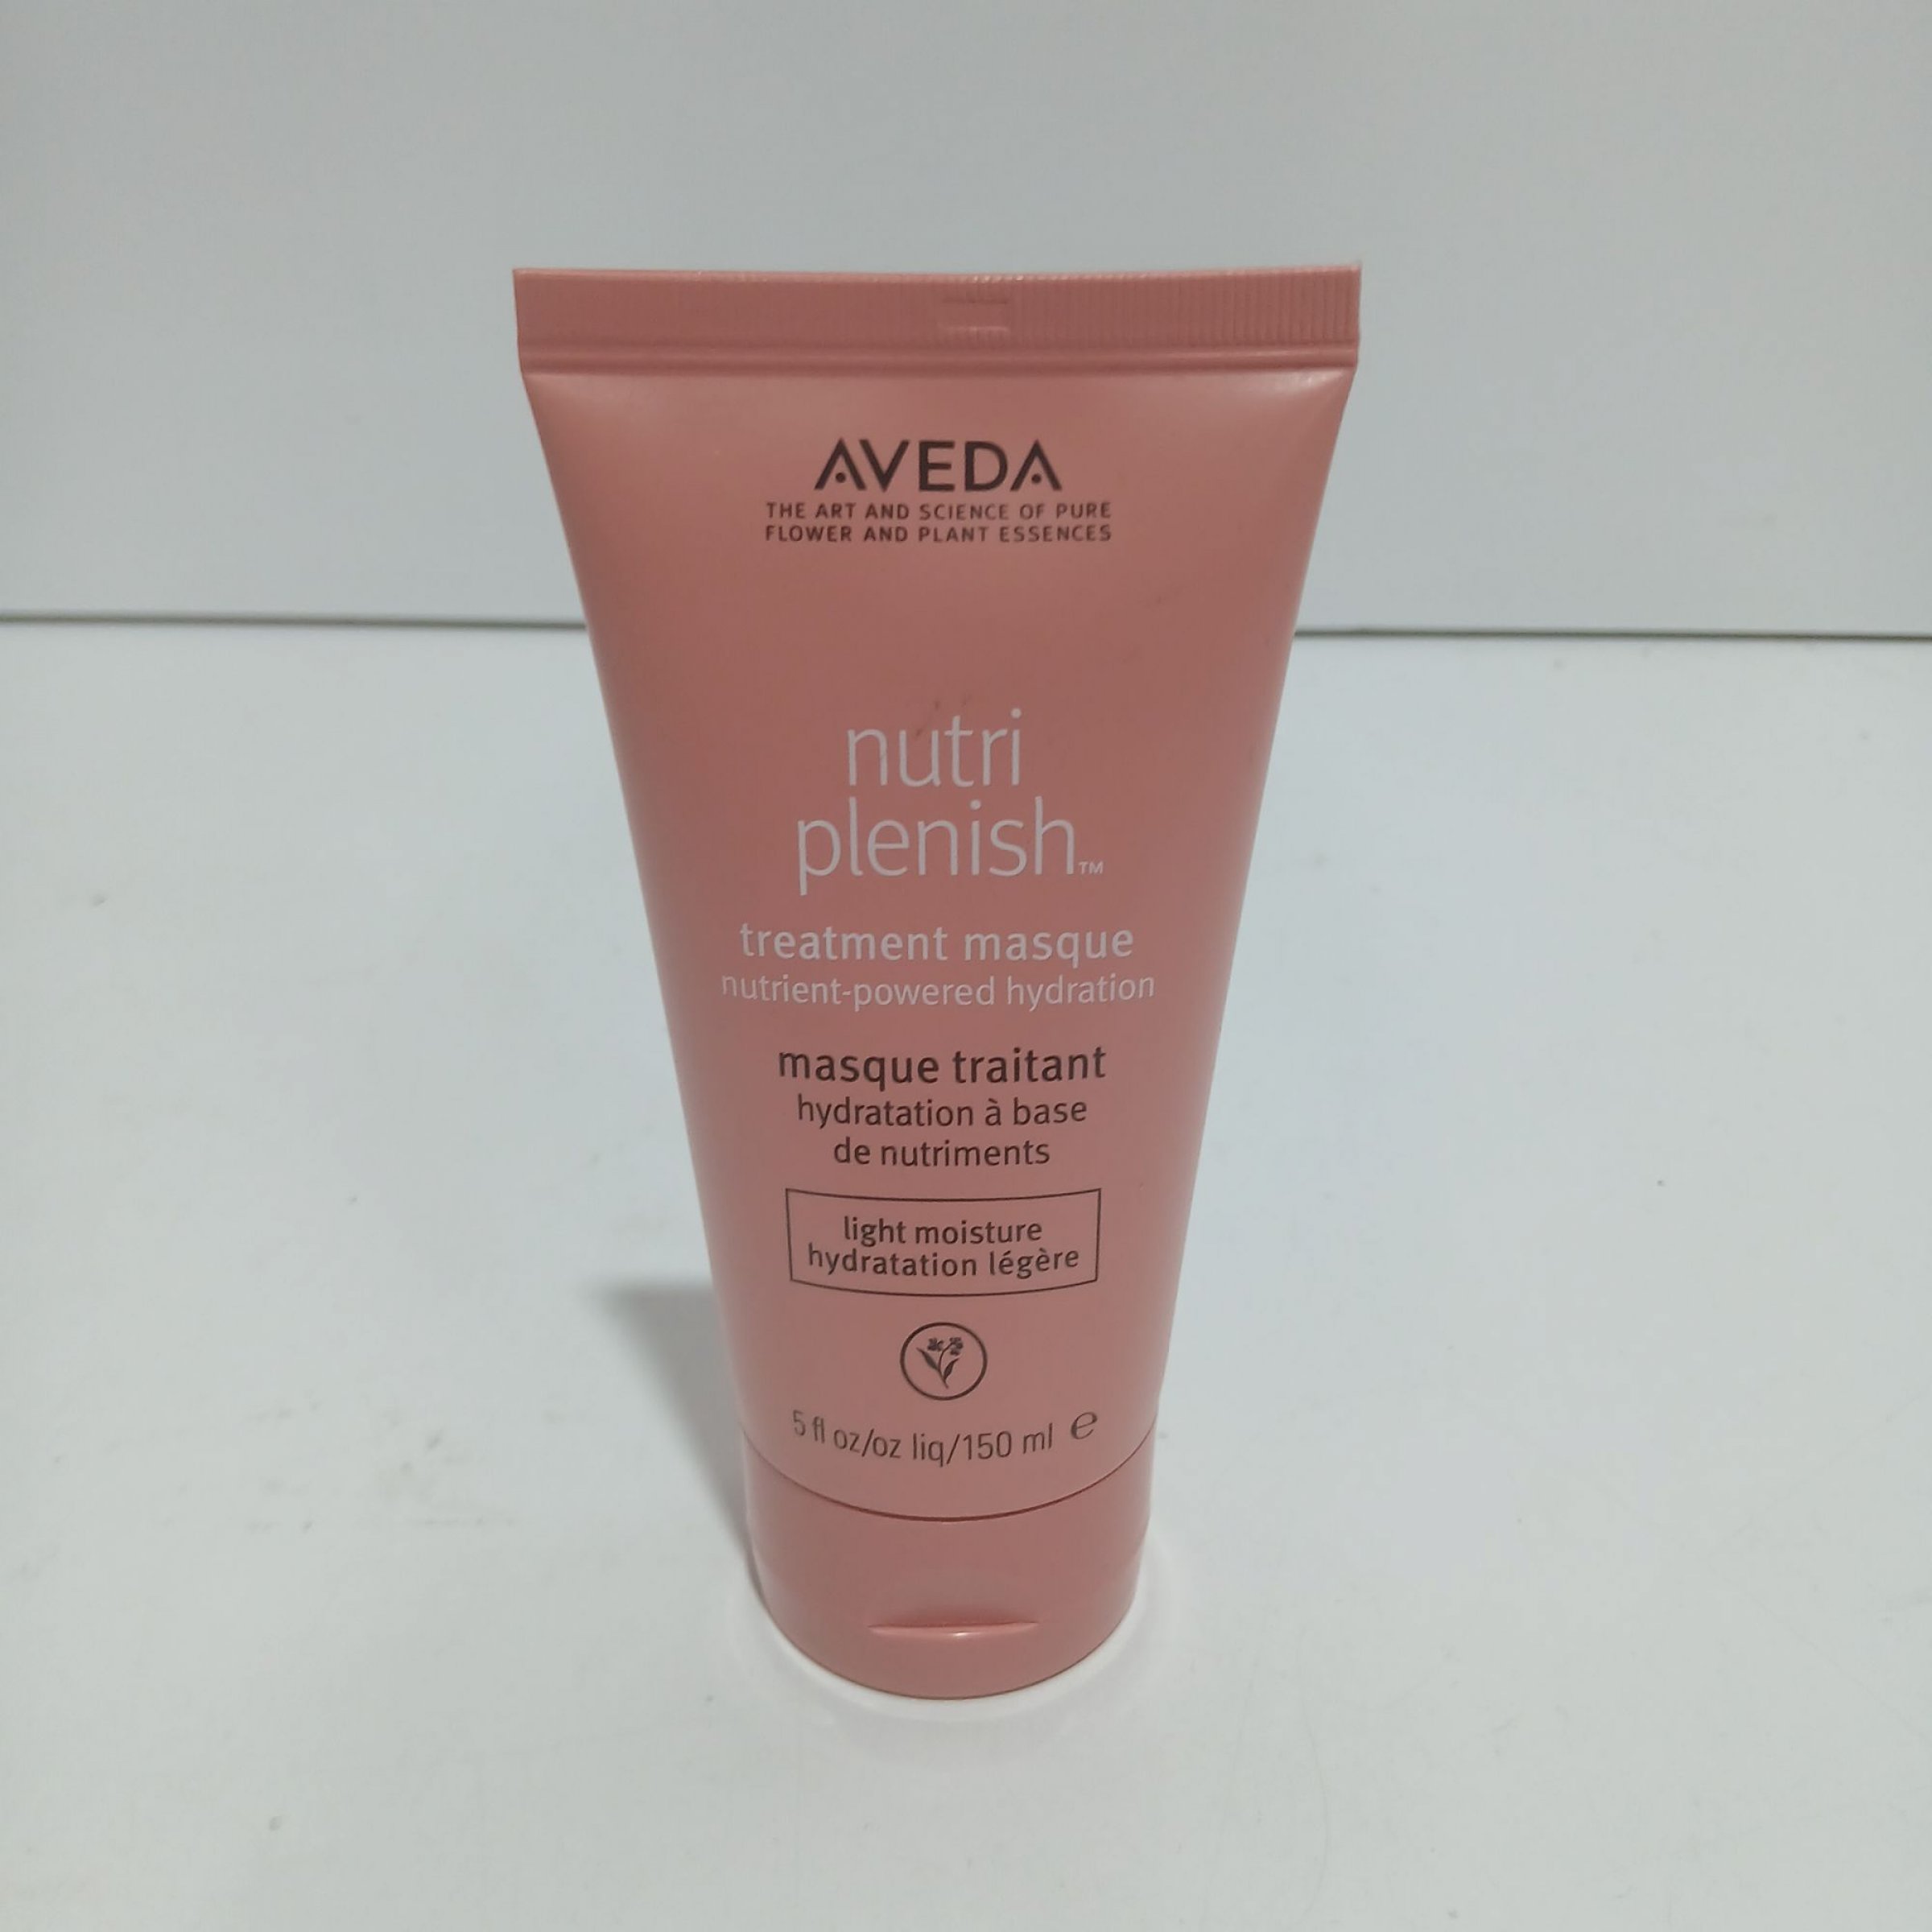 AVEDA
THE ART AND SCIENCE OF PURE
FLOWER AND PLANT ESSENCES
nutri
plenish™
treatment masque
nutrient-powered hydration
masque traitant
hydratation à base
de nutriments
light moisture
hydratation légère
5 fl oz/oz liq/150 ml ℮